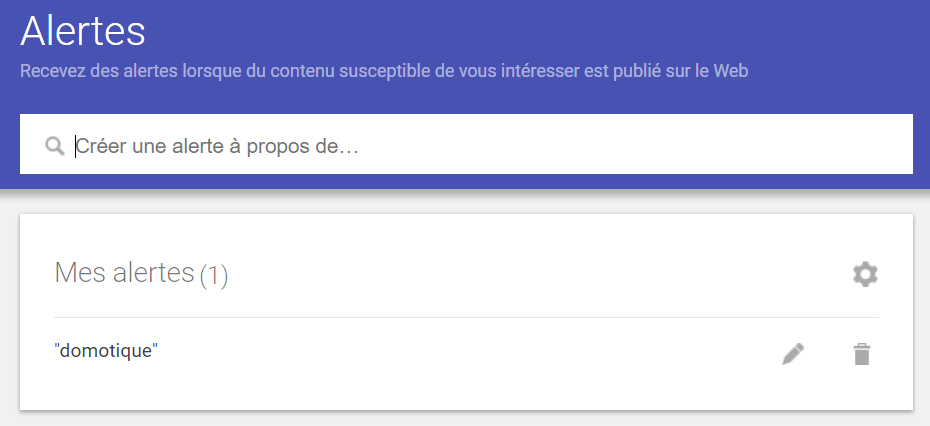 Alertes
Recevez des alertes lorsque du contenu susceptible de vous intéresser est publié sur le Web
Créer une alerte à propos de…
Mes alertes (1)
"domotique"